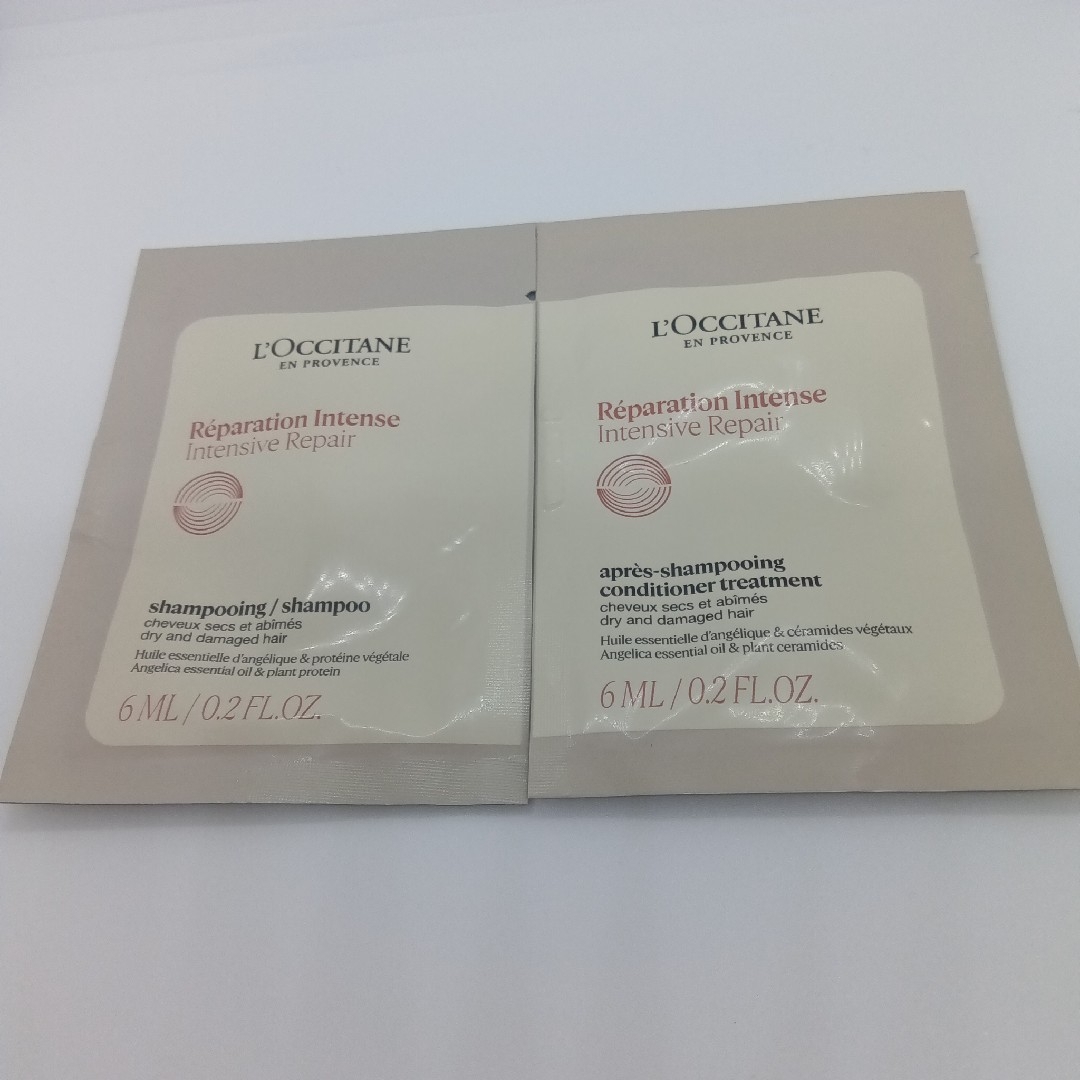 L'OCCITANE
EN PROVENCE
Réparation Intense
Intensive Repair
shampooing / shampoo
cheveux secs et abîmés
dry and damaged hair
Huile essentielle d'angélique & protéine végétale
Angelica essential oil & plant protein
6 ML / 0.2 FL.OZ.
L'OCCITANE
EN PROVENCE
Réparation Intense
Intensive Repair
après-shampooing
conditioner treatment
cheveux secs et abîmés
dry and damaged hair
Huile essentielle d'angélique & céramides végétaux
Angelica essential oil & plant ceramides
6 ML / 0.2 FL.OZ.